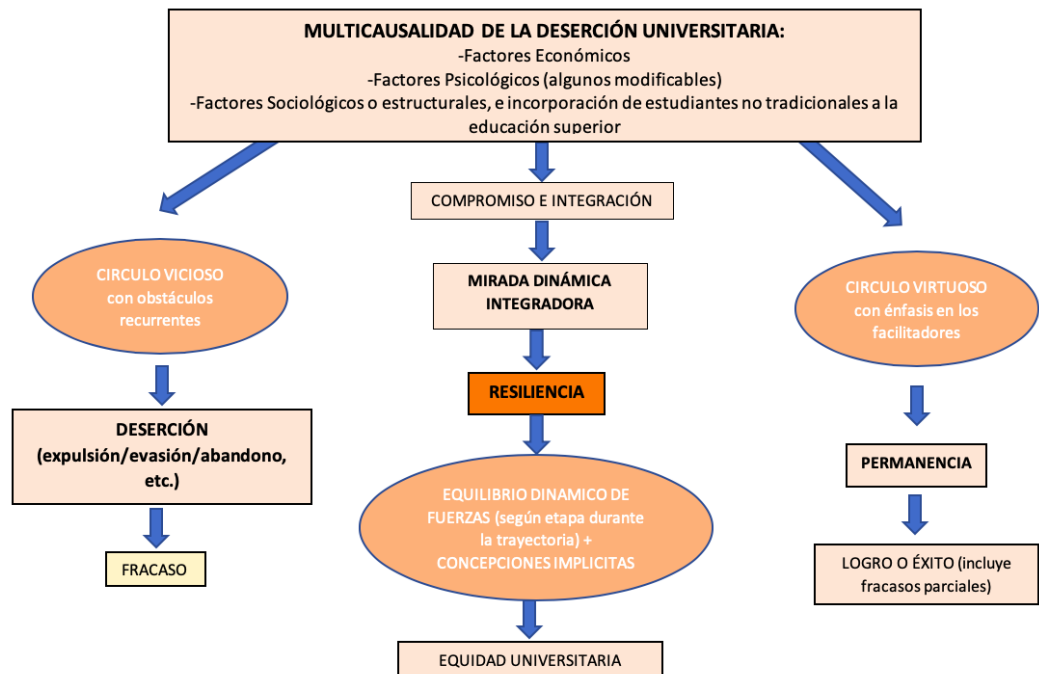 MULTICAUSALIDAD DE LA DESERCIÓN UNIVERSITARIA:
-Factores Económicos
-Factores Psicológicos (algunos modificables)
-Factores Sociológicos o estructurales, e incorporación de estudiantes no tradicionales a la
educación superior
CIRCULO VICIOSO
con obstáculos
recurrentes
DESERCIÓN
(expulsión/evasión/abandono,
etc.)
FRACASO
COMPROMISO E INTEGRACIÓN
MIRADA DINÁMICA
INTEGRADORA
RESILIENCIA
EQUILIBRIO DINAMICO DE
FUERZAS (según etapa durante
la trayectoria) +
CONCEPCIONES IMPLICITAS
EQUIDAD UNIVERSITARIA
CIRCULO VIRTUOSO
con énfasis en los
facilitadores
PERMANENCIA
LOGRO O ÉXITO (incluye
fracasos parciales)